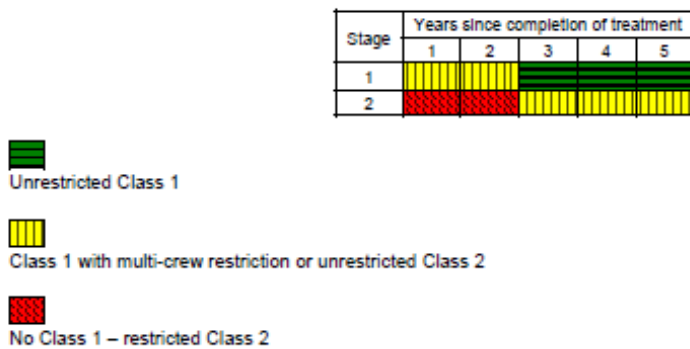 Stage Years since completion of treatment
1 2 3 4 5
1
2
Unrestricted Class 1
Class 1 with multi-crew restriction or unrestricted Class 2
No Class 1 – restricted Class 2